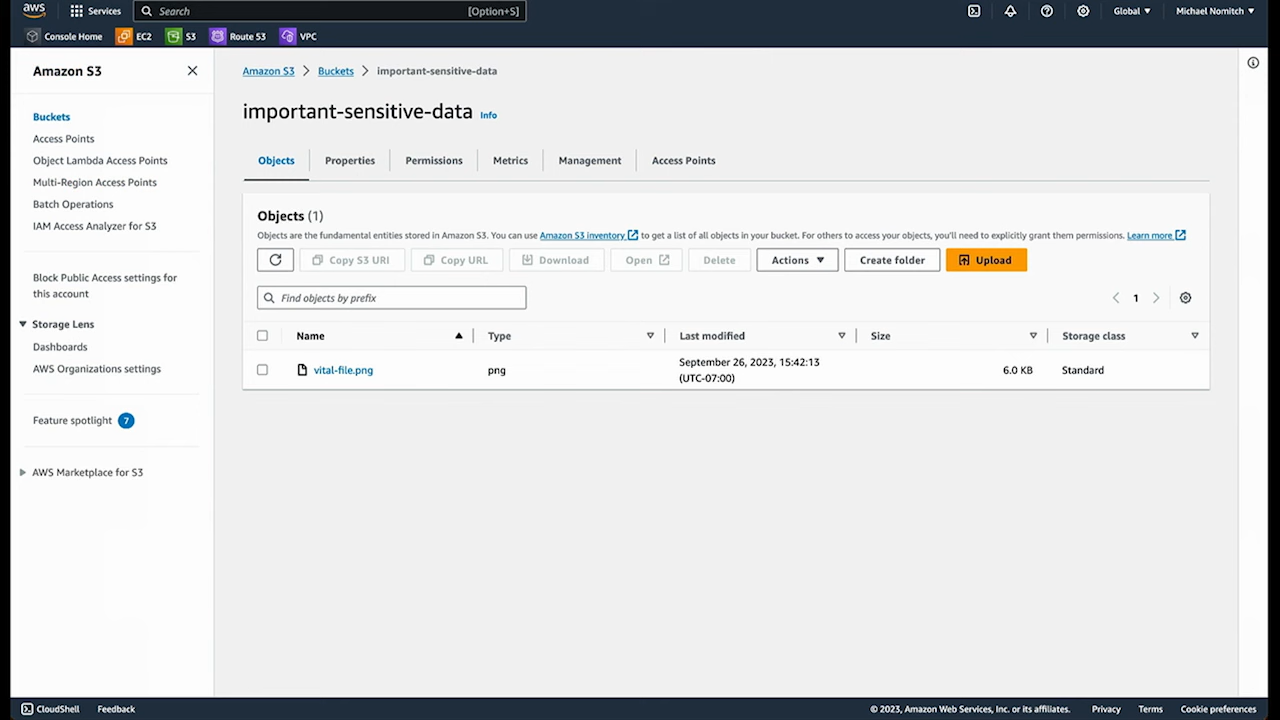 aws
Services
Search
[Option+S]
Global
Michael Nomitch
Console Home
EC2
S3
Route 53
VPC
Amazon S3
Buckets
Access Points
Object Lambda Access Points
Multi-Region Access Points
Batch Operations
IAM Access Analyzer for S3
Block Public Access settings for
this account
Storage Lens
Dashboards
AWS Organizations settings
Feature spotlight 7
AWS Marketplace for S3
Amazon S3 > Buckets > important-sensitive-data
important-sensitive-data Info
Objects
Properties
Permissions
Metrics
Management
Access Points
Objects (1)
Objects are the fundamental entities stored in Amazon S3. You can use Amazon S3 inventory to get a list of all objects in your bucket. For others to access your objects, you'll need to explicitly grant them permissions. Learn more
Copy S3 URI
Copy URL
Download
Open
Delete
Actions
Create folder
Upload
Find objects by prefix
1
Name
Type
Last modified
Size
Storage class
vital-file.png
png
September 26, 2023, 15:42:13
(UTC-07:00)
6.0 KB
Standard
CloudShell
Feedback
© 2023, Amazon Web Services, Inc. or its affiliates.
Privacy
Terms
Cookie preferences